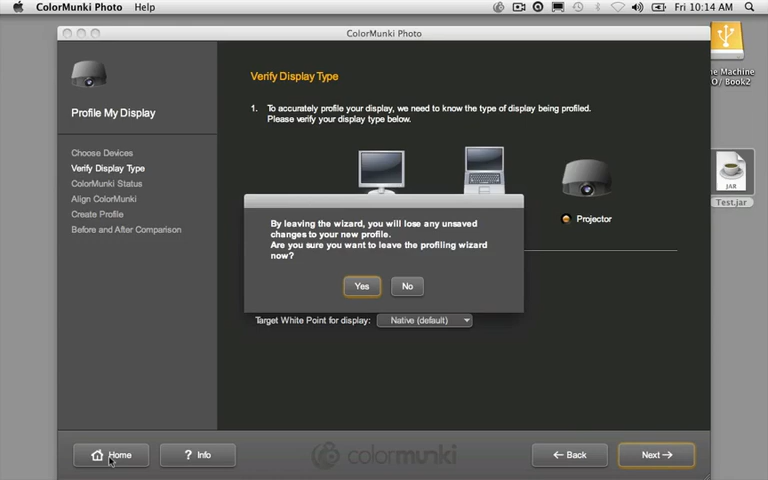 ColorMunki Photo Help
Fri 10:14 AM
ColorMunki Photo
Profile My Display
Choose Devices
Verify Display Type
ColorMunki Status
Align ColorMunki
Create Profile
Before and After Comparison
Verify Display Type
1. To accurately profile your display, we need to know the type of display being profiled.
Please verify your display type below.
Projector
By leaving the wizard, you will lose any unsaved
changes to your new profile.
Are you sure you want to leave the profiling wizard
now?
Yes No
Target White Point for display: Native (default)
Home ? Info
colormunki
Back Next
e Machine
O/ Book2
JAR
Test.jar